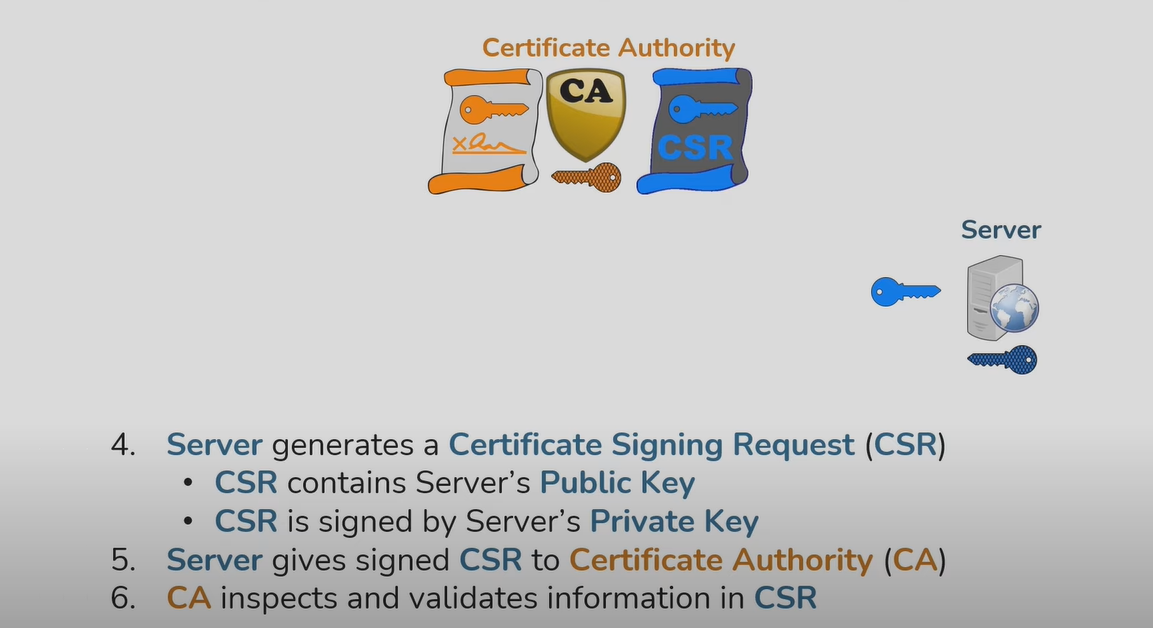 Certificate Authority
CA
CSR
Server
4. Server generates a Certificate Signing Request (CSR)
• CSR contains Server's Public Key
• CSR is signed by Server's Private Key
5. Server gives signed CSR to Certificate Authority (CA)
6. CA inspects and validates information in CSR